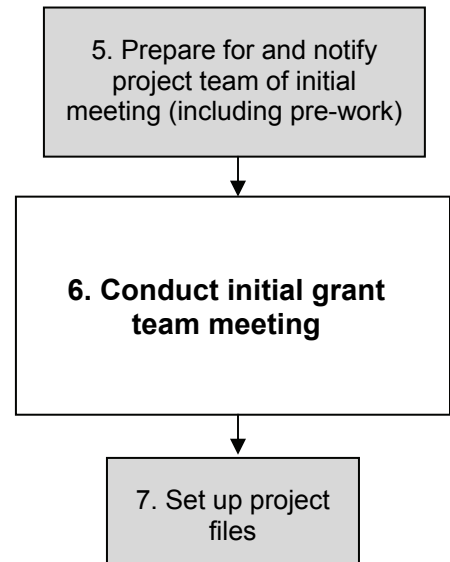 5. Prepare for and notify
project team of initial
meeting (including pre-work)
6. Conduct initial grant
team meeting
7. Set up project
files